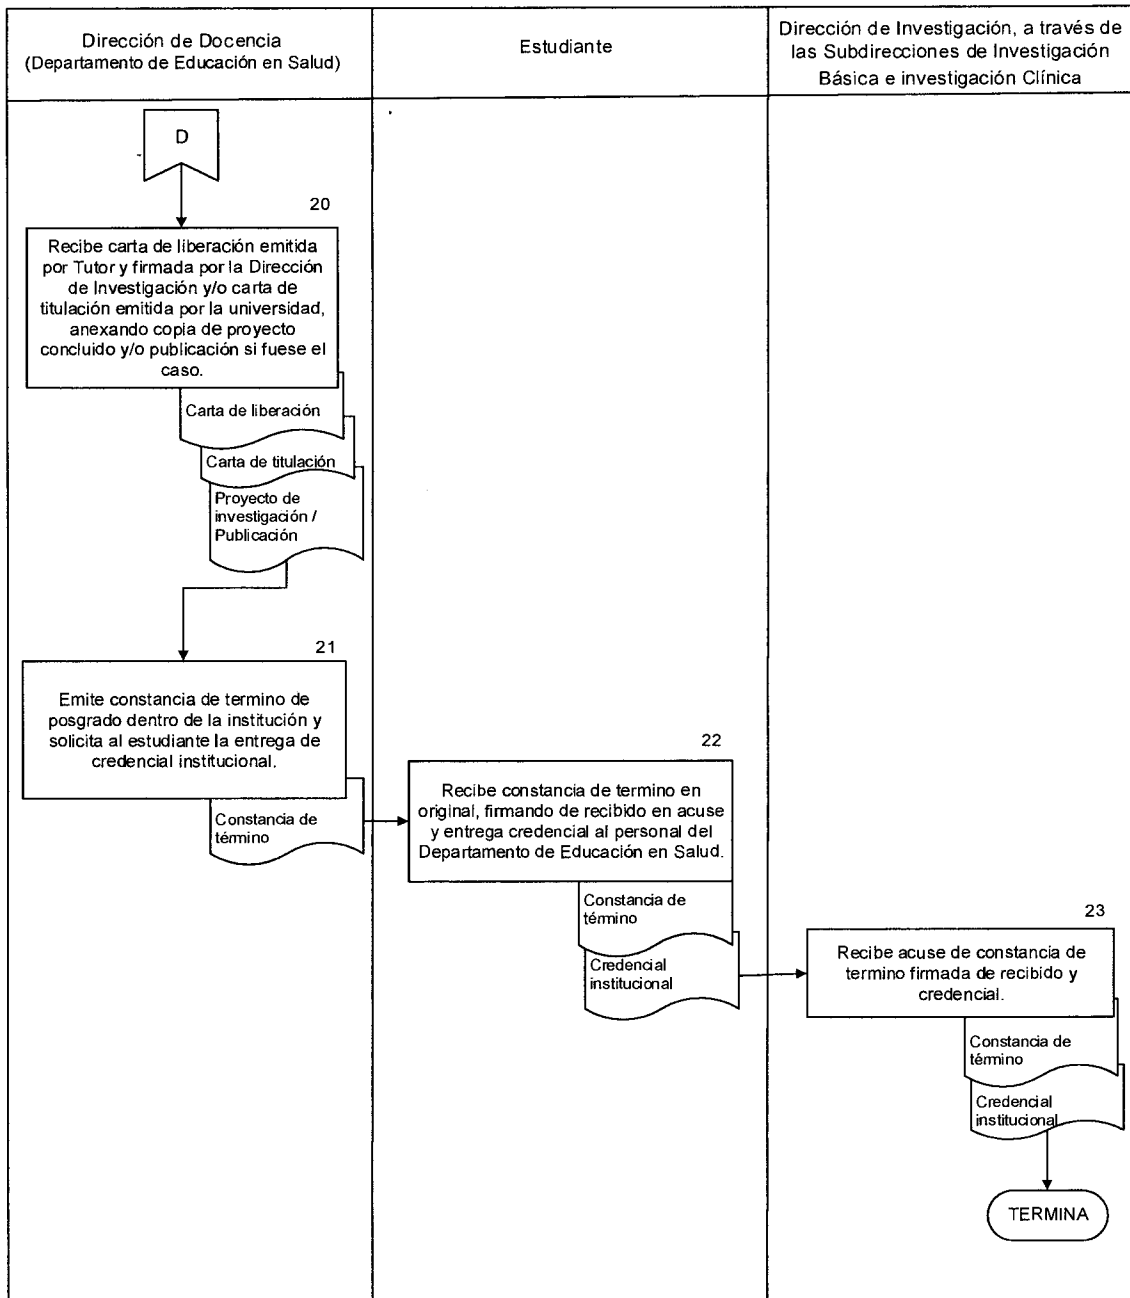 Dirección de Docencia
(Departamento de Educación en Salud)
Estudiante
Dirección de Investigación, a través de
las Subdirecciones de Investigación
Básica e investigación Clínica
D
20
Recibe carta de liberación emitida
por Tutor y firmada por la Dirección
de Investigación y/o carta de
titulación emitida por la universidad,
anexando copia de proyecto
concluido y/o publicación si fuese el
caso.
Carta de liberación
Carta de titulación
Proyecto de
investigación /
Publicación
21
Emite constancia de termino de
posgrado dentro de la institución y
solicita al estudiante la entrega de
credencial institucional.
Constancia de
término
22
Recibe constancia de termino en
original, firmando de recibido en acuse
y entrega credencial al personal del
Departamento de Educación en Salud.
Constancia de
término
Credencial
institucional
23
Recibe acuse de constancia de
termino firmada de recibido y
credencial.
Constancia de
término
Credencial
institucional
TERMINA